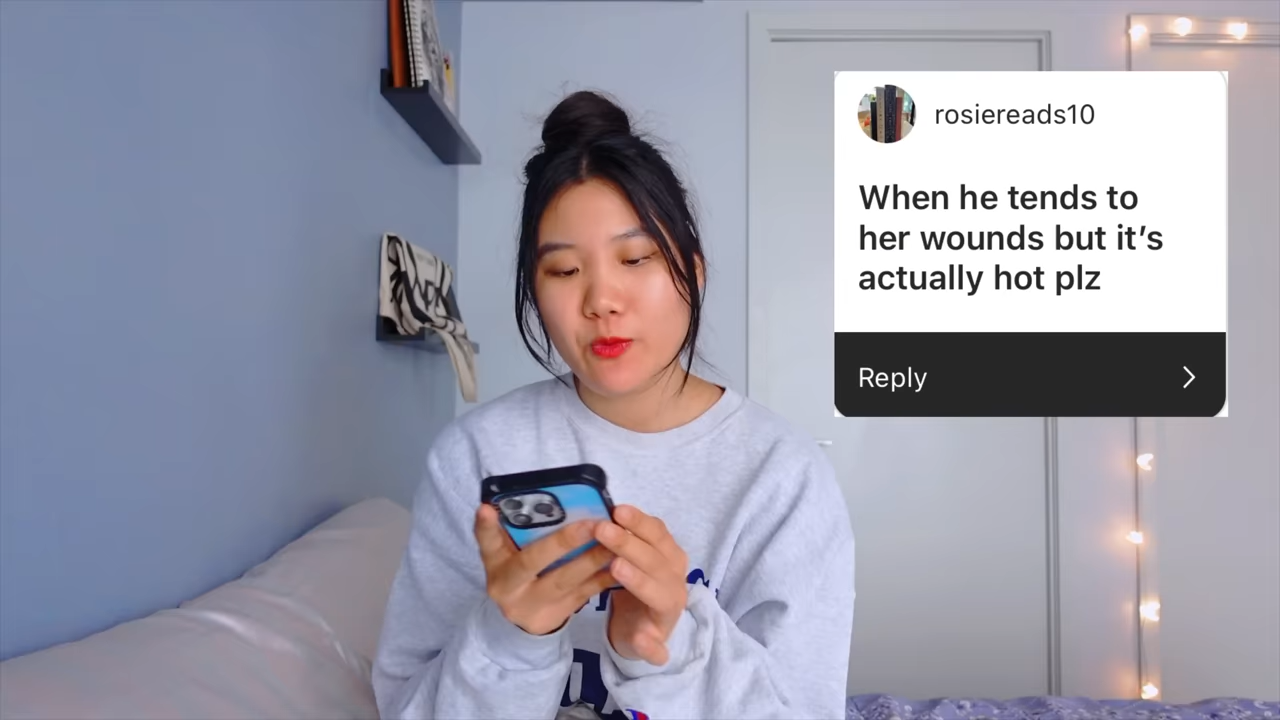 rosiereads10
When he tends to
her wounds but it’s
actually hot plz
Reply